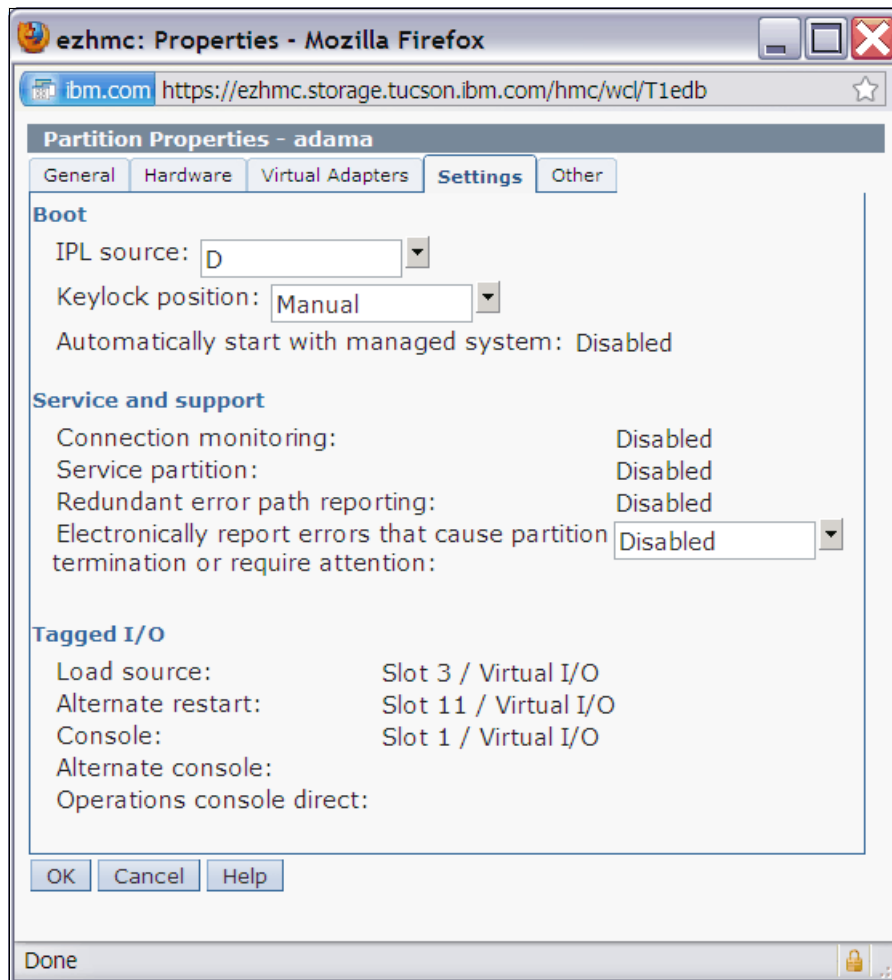 ezhmc: Properties - Mozilla Firefox
ibm.com https://ezhmc.storage.tucson.ibm.com/hmc/wcl/T1edb
Partition Properties - adama
General Hardware Virtual Adapters Settings Other
Boot
IPL source: D
Keylock position: Manual
Automatically start with managed system: Disabled
Service and support
Connection monitoring: Disabled
Service partition: Disabled
Redundant error path reporting: Disabled
Electronically report errors that cause partition Disabled
termination or require attention:
Tagged I/O
Load source: Slot 3 / Virtual I/O
Alternate restart: Slot 11 / Virtual I/O
Console: Slot 1 / Virtual I/O
Alternate console:
Operations console direct:
OK Cancel Help
Done